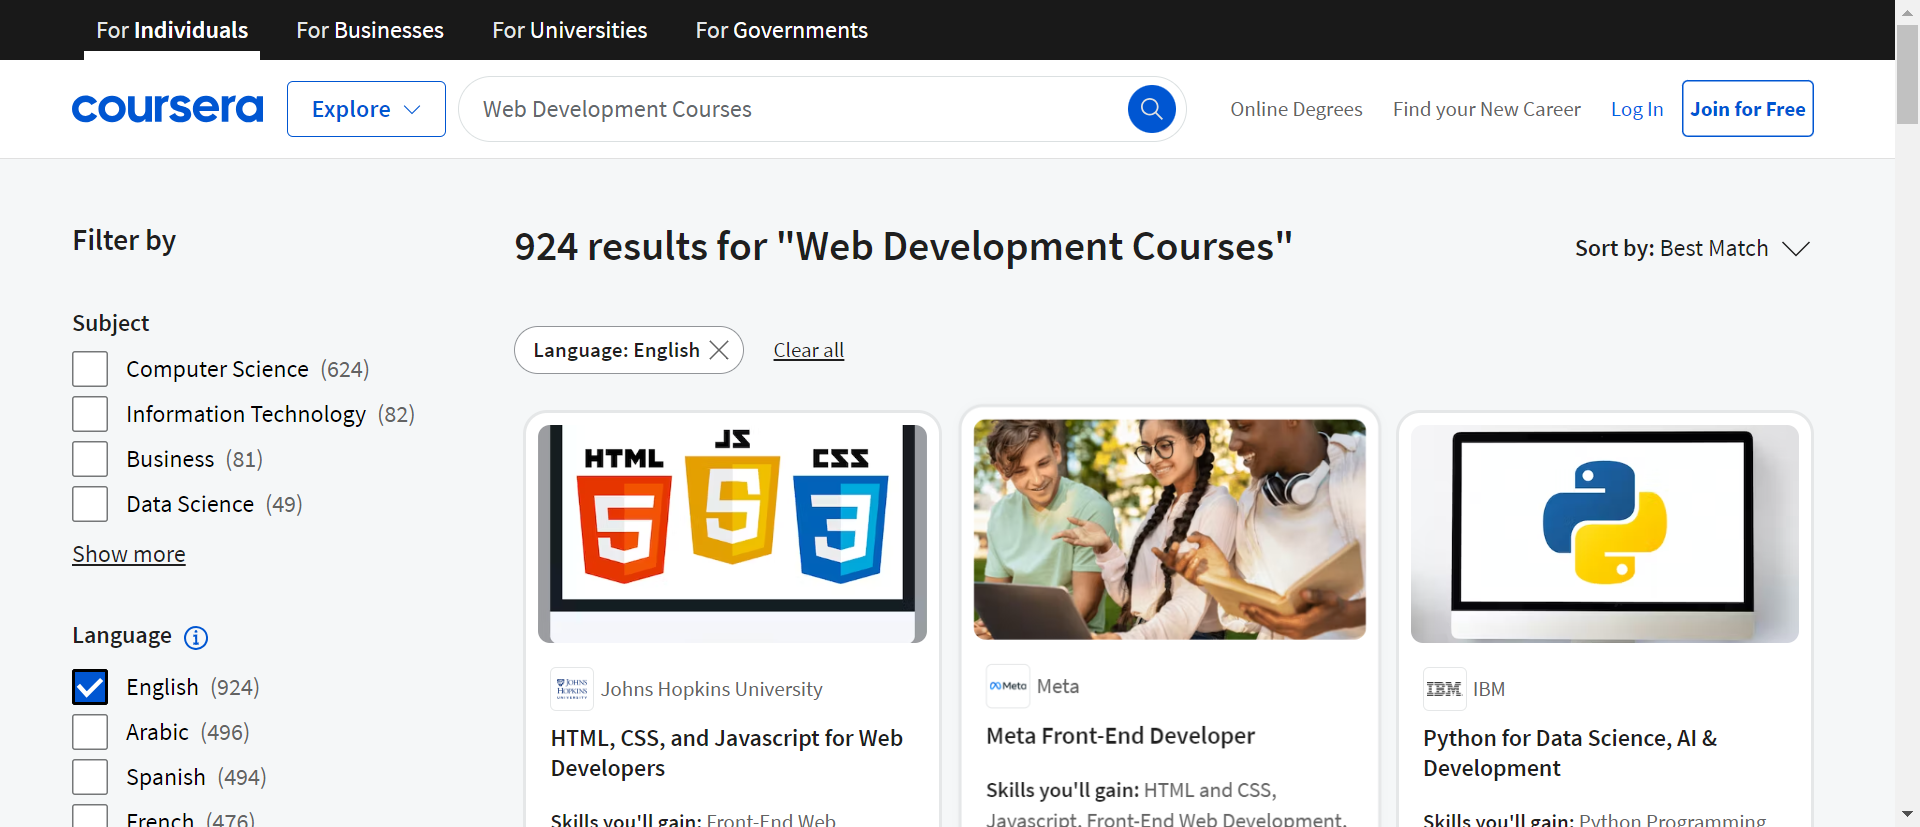 For Individuals
For Businesses
For Universities
For Governments
coursera
Explore
Web Development Courses
Online Degrees
Find your New Career
Log In
Join for Free
Filter by
Subject
Computer Science (624)
Information Technology (82)
Business (81)
Data Science (49)
Show more
Language
English (924)
Arabic (496)
Spanish (494)
French (476)
924 results for "Web Development Courses"
Sort by: Best Match
Language: English
Clear all
HTML
JS
CSS
5
3
JOHNS
HOPKINS
UNIVERSITY
Johns Hopkins University
HTML, CSS, and Javascript for Web
Developers
Skills you'll gain: Front-End Web
Meta
Meta
Meta Front-End Developer
Skills you'll gain: HTML and CSS,
Javascript, Front-End Web Development,
IBM
IBM
Python for Data Science, AI &
Development
Skills you'll gain: Python Programming